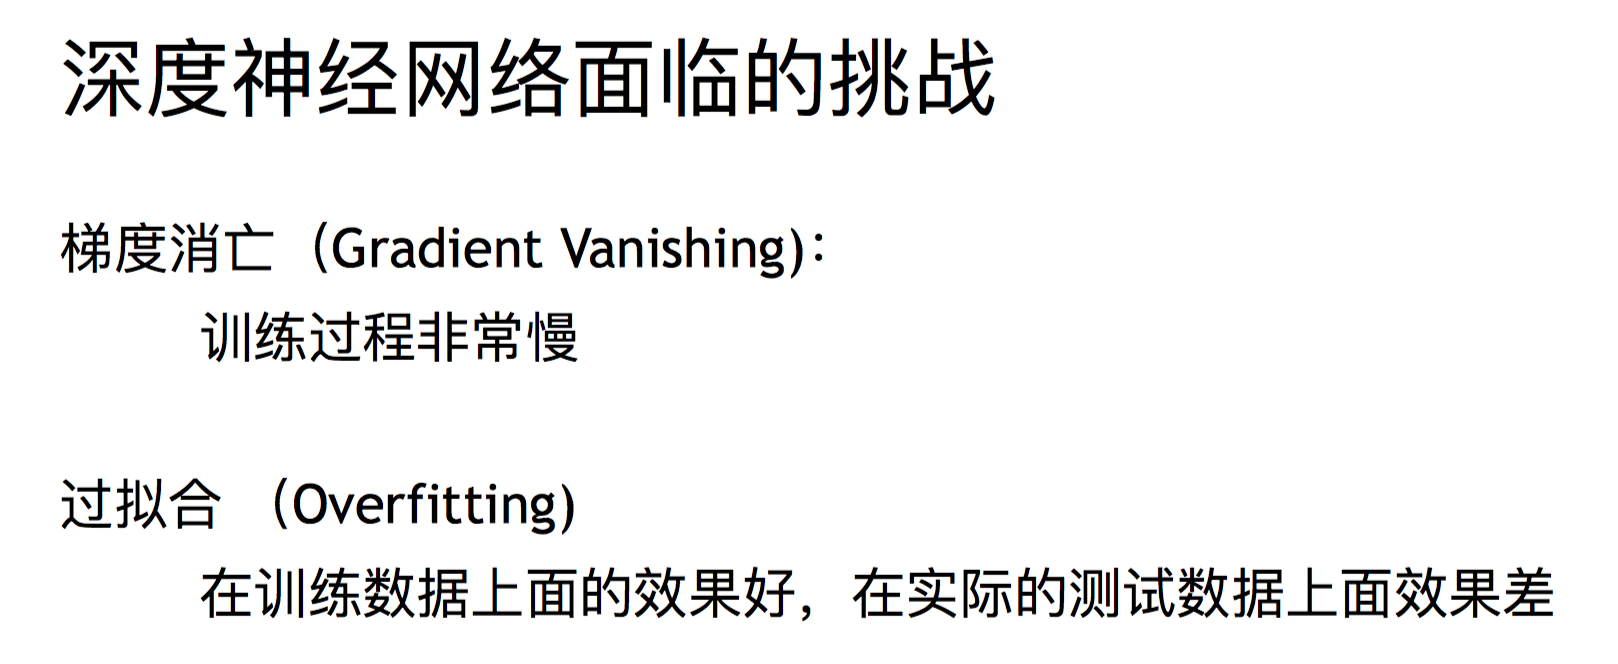 深度神经网络面临的挑战
梯度消亡（Gradient Vanishing)：
训练过程非常慢
过拟合 （Overfitting)
在训练数据上面的效果好，在实际的测试数据上面效果差